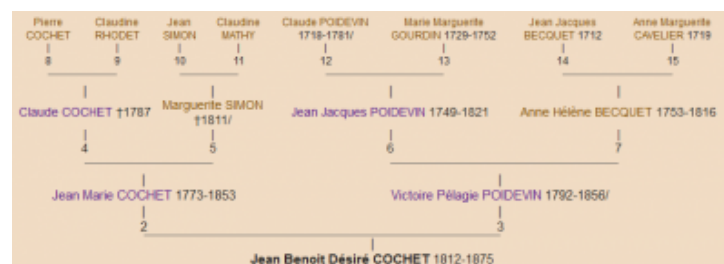 Pierre Claudine Jean Claudine Claude POIDEVIN Marie Marguerite Jean Jacques Anne Marguerite
COCHET RHODET SIMON MATHY 1718-1781/ GOURDIN 1729-1752 BECQUET 1712 CAVELIER 1719
8 9 10 11 12 13 14 15
Claude COCHET †1787 Marguerite SIMON †1811/ Jean Jacques POIDEVIN 1749-1821 Anne Hélène BECQUET 1753-1816
4 5 6 7
Jean Marie COCHET 1773-1853 Victoire Pélagie POIDEVIN 1792-1856/
2 3
Jean Benoit Désiré COCHET 1812-1875